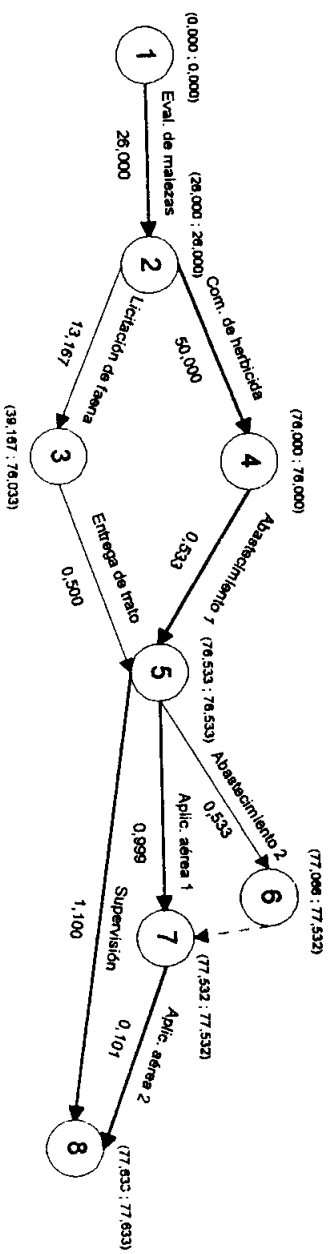 (0,000 ; 0,000)
1
Eval. de malezas
26,000
(26,000 ; 26,000)
2
Com. de herbicida
50,000
Licitación de faena
13,167
(76,000 ; 76,000)
4
3
(39,167 ; 76,033)
Abastecimiento 1
0,533
Entrega de trato
0,500
(76,533 ; 76,533)
5
Abastecimiento 2
0,533
Aplic. aérea 1
0,999
Supervisión
1,100
(77,066 ; 77,532)
6
(77,532 ; 77,532)
7
Aplic. aérea 2
0,101
8
(77,633 ; 77,633)